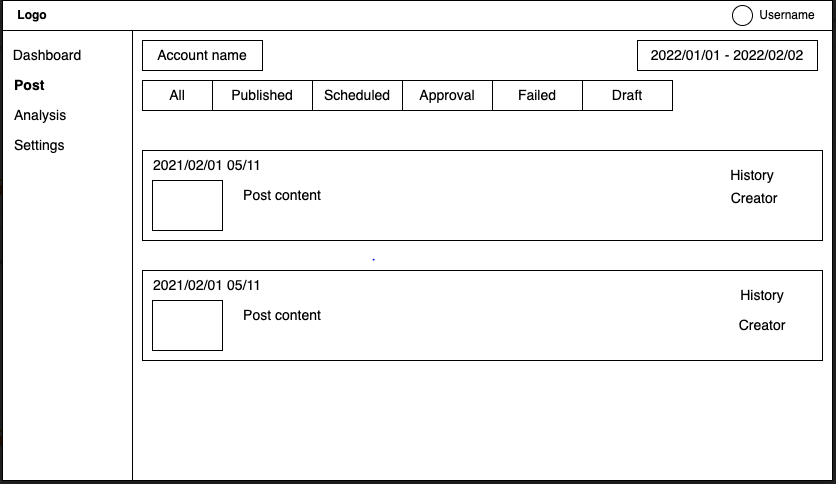 Logo
Username
Dashboard
Post
Analysis
Settings
Account name
2022/01/01 - 2022/02/02
All
Published
Scheduled
Approval
Failed
Draft
2021/02/01 05/11
Post content
History
Creator
2021/02/01 05/11
Post content
History
Creator